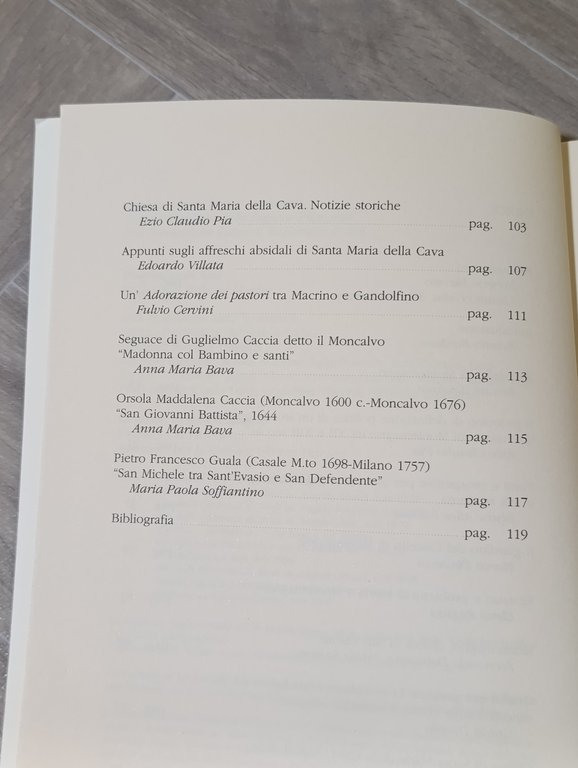 Chiesa di Santa Maria della Cava. Notizie storiche
Ezio Claudio Pia pag. 103
Appunti sugli affreschi absidali di Santa Maria della Cava
Edoardo Villata pag. 107
Un' Adorazione dei pastori tra Macrino e Gandolfino
Fulvio Cervini pag. 111
Seguace di Guglielmo Caccia detto il Moncalvo
“Madonna col Bambino e santi”
Anna Maria Bava pag. 113
Orsola Maddalena Caccia (Moncalvo 1600 c.-Moncalvo 1676)
“San Giovanni Battista”, 1644
Anna Maria Bava pag. 115
Pietro Francesco Guala (Casale M.to 1698-Milano 1757)
“San Michele tra Sant'Evasio e San Defendente”
Maria Paola Soffiantino pag. 117
Bibliografia pag. 119